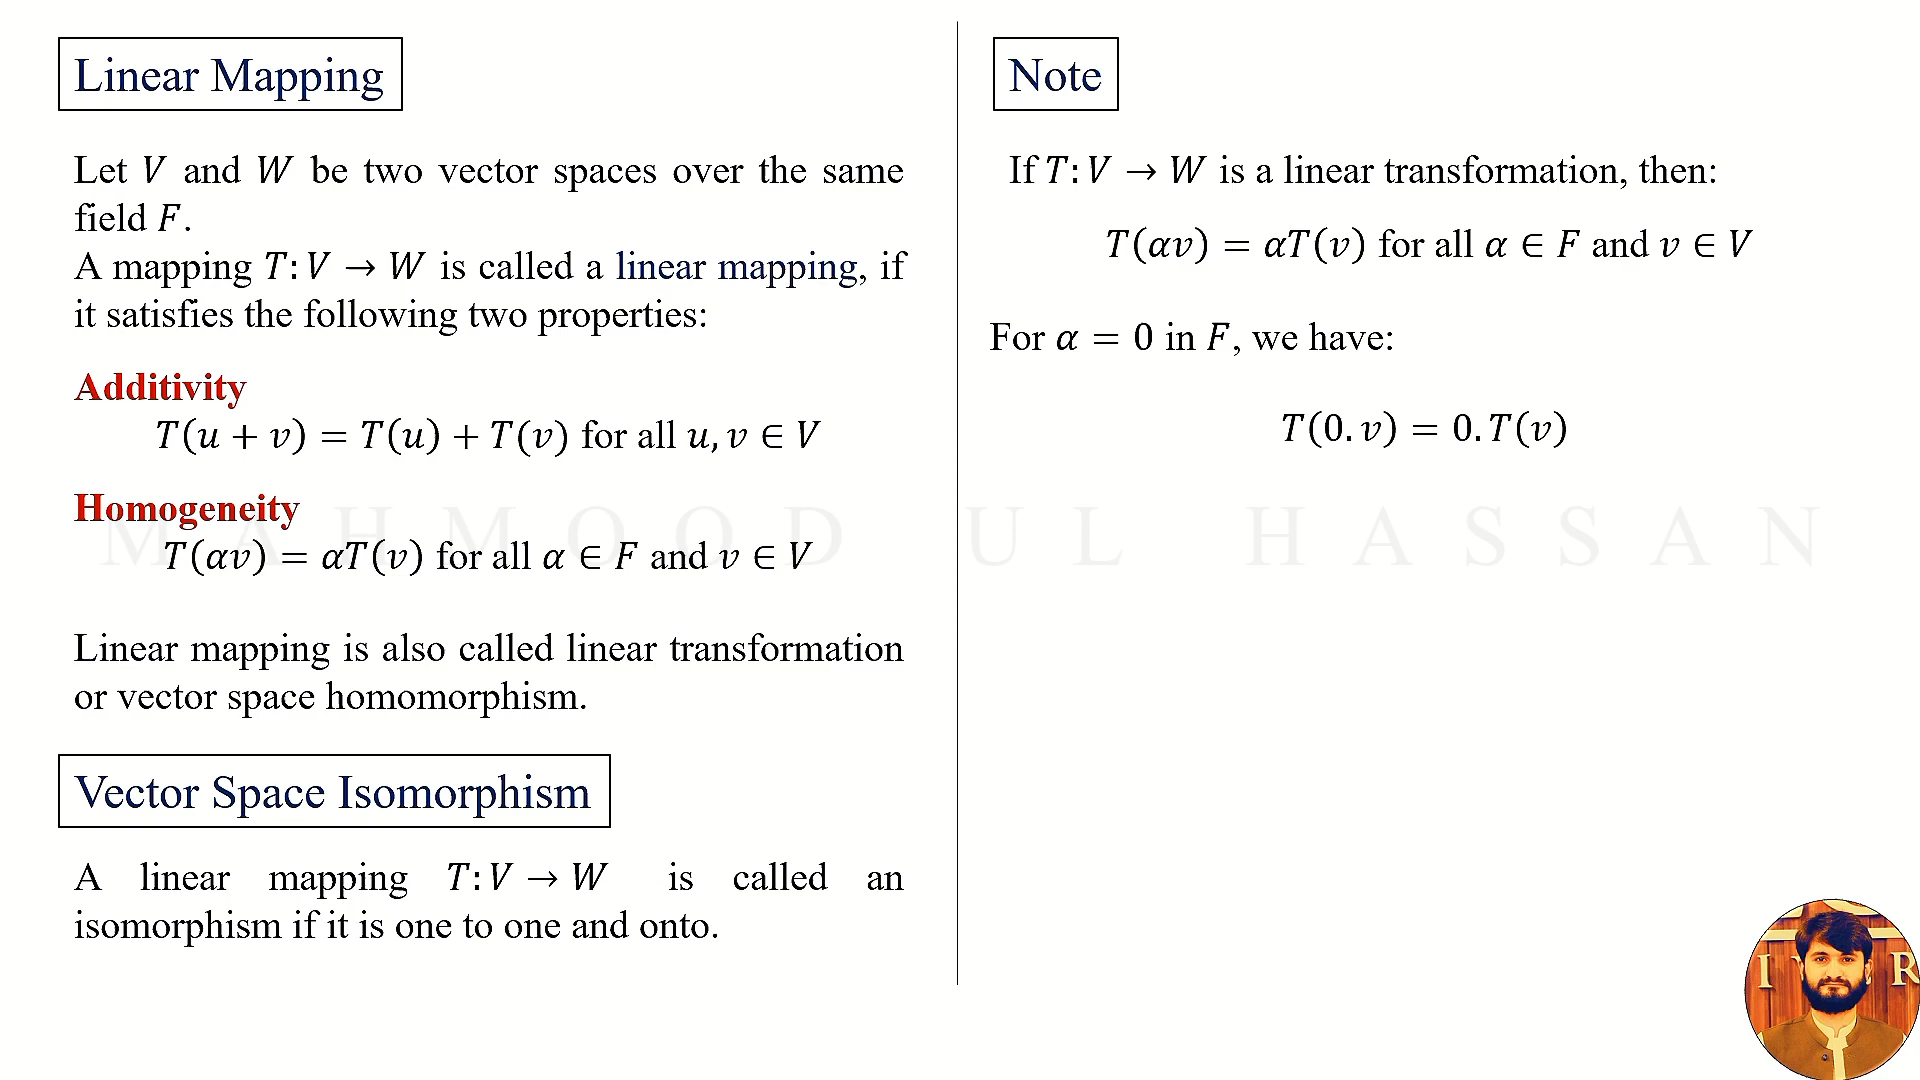 Linear Mapping
Let V and W be two vector spaces over the same
field F.
A mapping T: V → W is called a linear mapping, if
it satisfies the following two properties:
Additivity
T(u + v) = T(u) + T(v) for all u, v ∈ V
Homogeneity
T(αv) = αT(v) for all α ∈ F and v ∈ V
Linear mapping is also called linear transformation
or vector space homomorphism.
Vector Space Isomorphism
A linear mapping T: V → W is called an
isomorphism if it is one to one and onto.
Note
If T: V → W is a linear transformation, then:
T(αv) = αT(v) for all α ∈ F and v ∈ V
For α = 0 in F, we have:
T(0. v) = 0. T(v)
MAHMOOD UL HASSAN